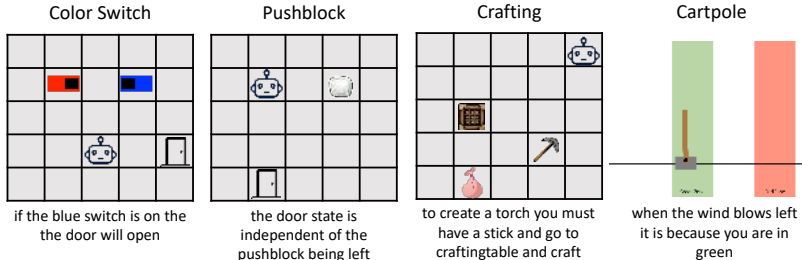 Color Switch
Pushblock
Crafting
Cartpole
if the blue switch is on the
the door will open
the door state is
independent of the
pushblock being left
to create a torch you must
have a stick and go to
craftingtable and craft
when the wind blows left
it is because you are in
green